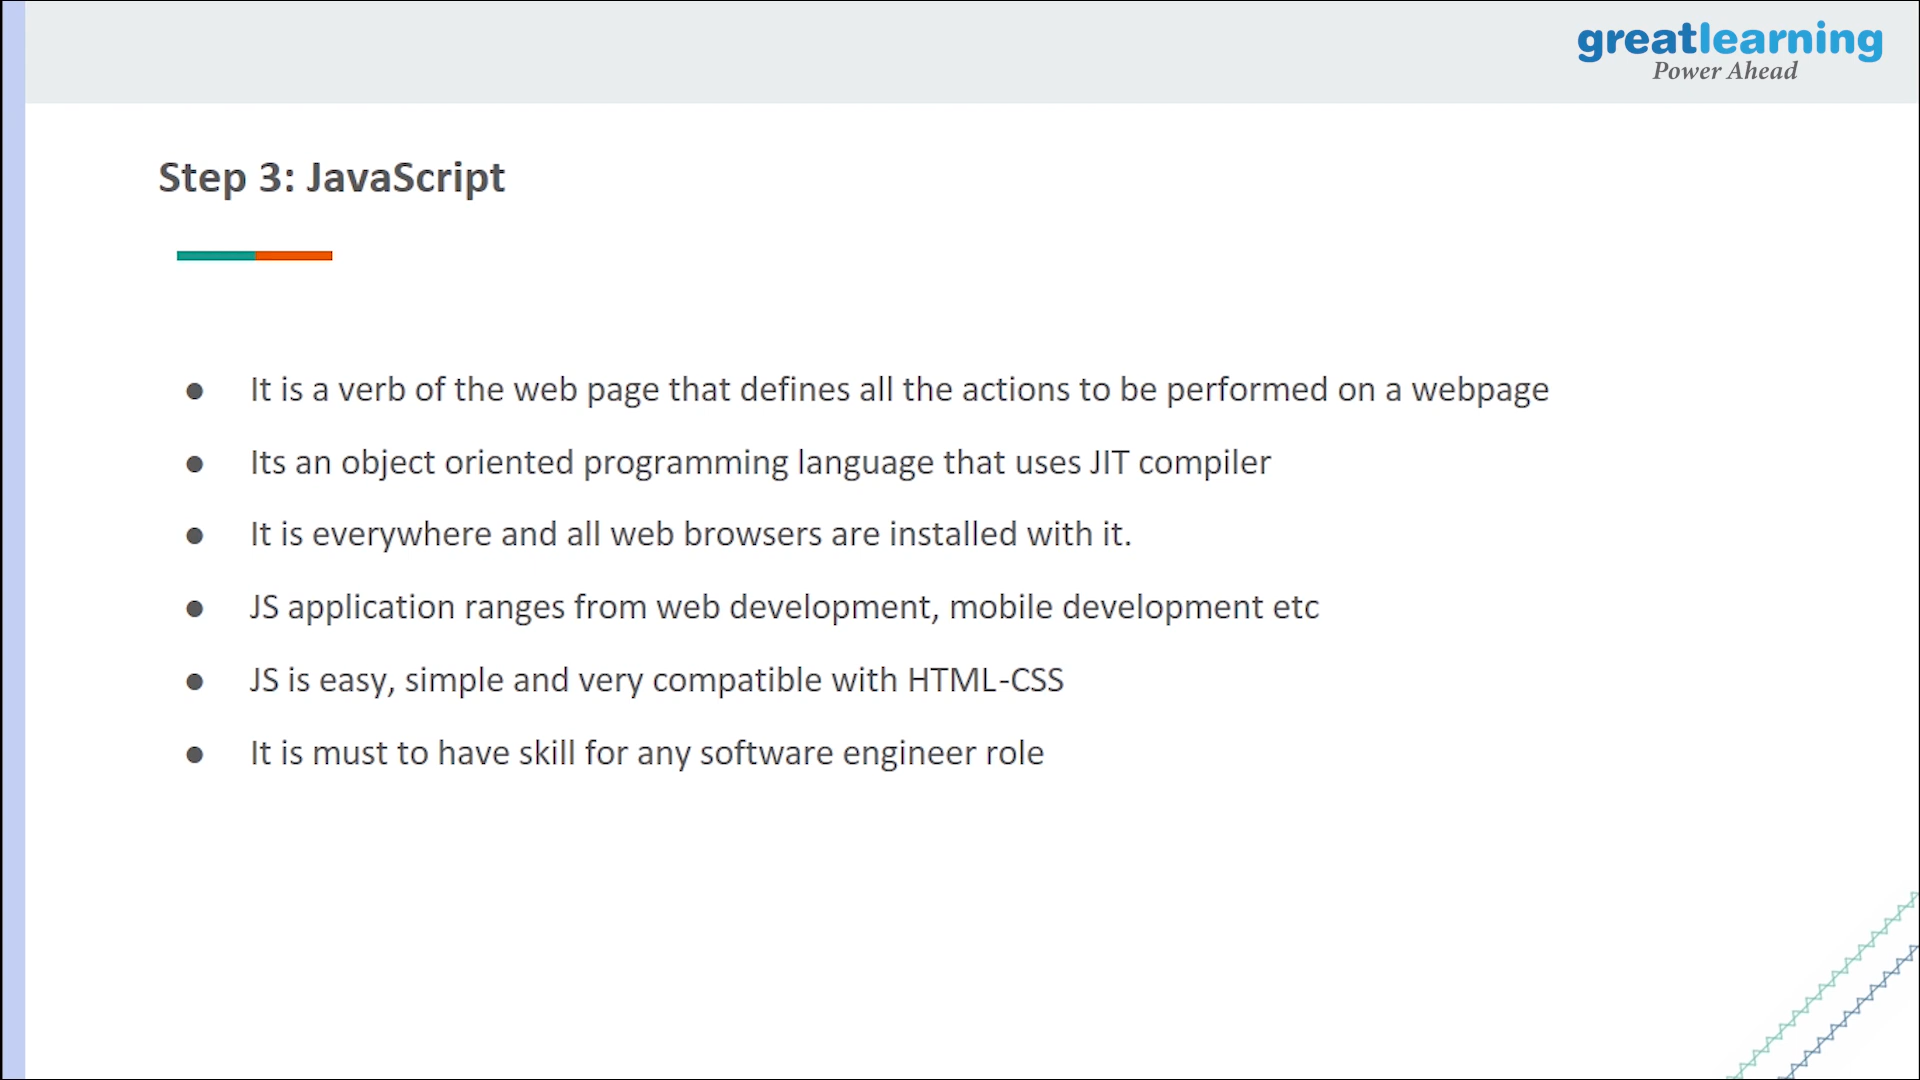 greatlearning
Power Ahead
Step 3: JavaScript
● It is a verb of the web page that defines all the actions to be performed on a webpage
● Its an object oriented programming language that uses JIT compiler
● It is everywhere and all web browsers are installed with it.
● JS application ranges from web development, mobile development etc
● JS is easy, simple and very compatible with HTML-CSS
● It is must to have skill for any software engineer role